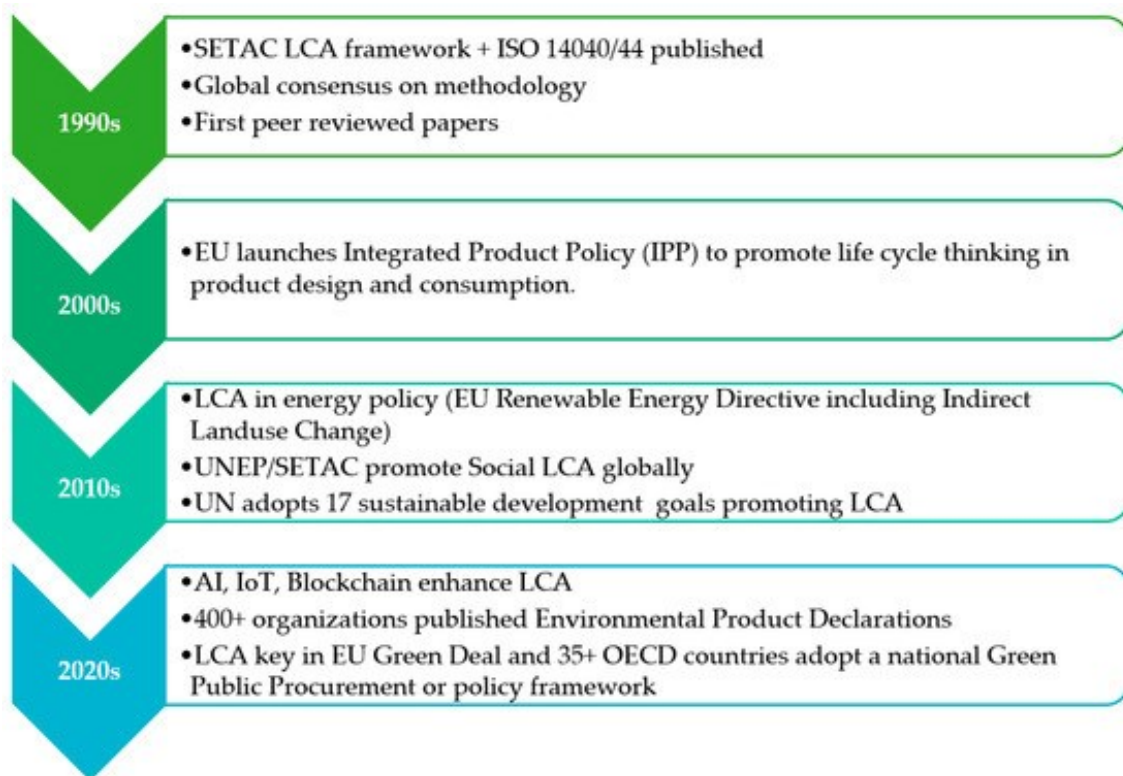 1990s
•SETAC LCA framework + ISO 14040/44 published
•Global consensus on methodology
•First peer reviewed papers
2000s
•EU launches Integrated Product Policy (IPP) to promote life cycle thinking in
product design and consumption.
2010s
•LCA in energy policy (EU Renewable Energy Directive including Indirect
Landuse Change)
•UNEP/SETAC promote Social LCA globally
•UN adopts 17 sustainable development goals promoting LCA
2020s
•AI, IoT, Blockchain enhance LCA
•400+ organizations published Environmental Product Declarations
•LCA key in EU Green Deal and 35+ OECD countries adopt a national Green
Public Procurement or policy framework